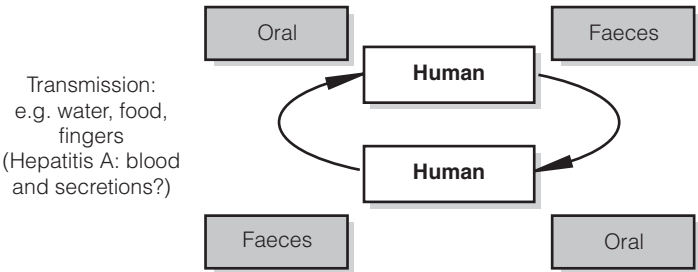 Oral
Faeces
Human
Transmission:
e.g. water, food,
fingers
(Hepatitis A: blood
and secretions?)
Human
Faeces
Oral